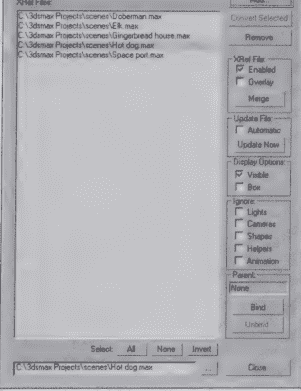 XRef Files:
Add...
C:\3dsmax Projects\scenes\Doberman.max
C:\3dsmax Projects\scenes\Elk.max
C:\3dsmax Projects\scenes\Gingerbread house.max
C:\3dsmax Projects\scenes\Hot dog.max
C:\3dsmax Projects\scenes\Space port.max
Convert Selected
Remove
XRef File:
Enabled
Overlay
Merge
Update File:
Automatic
Update Now
Display Options:
Visible
Box
Ignore:
Lights
Cameras
Shapes
Helpers
Animation
Parent:
None
Bind
Unbind
Select:
All
None
Invert
C:\3dsmax Projects\scenes\Hot dog.max
...
Close